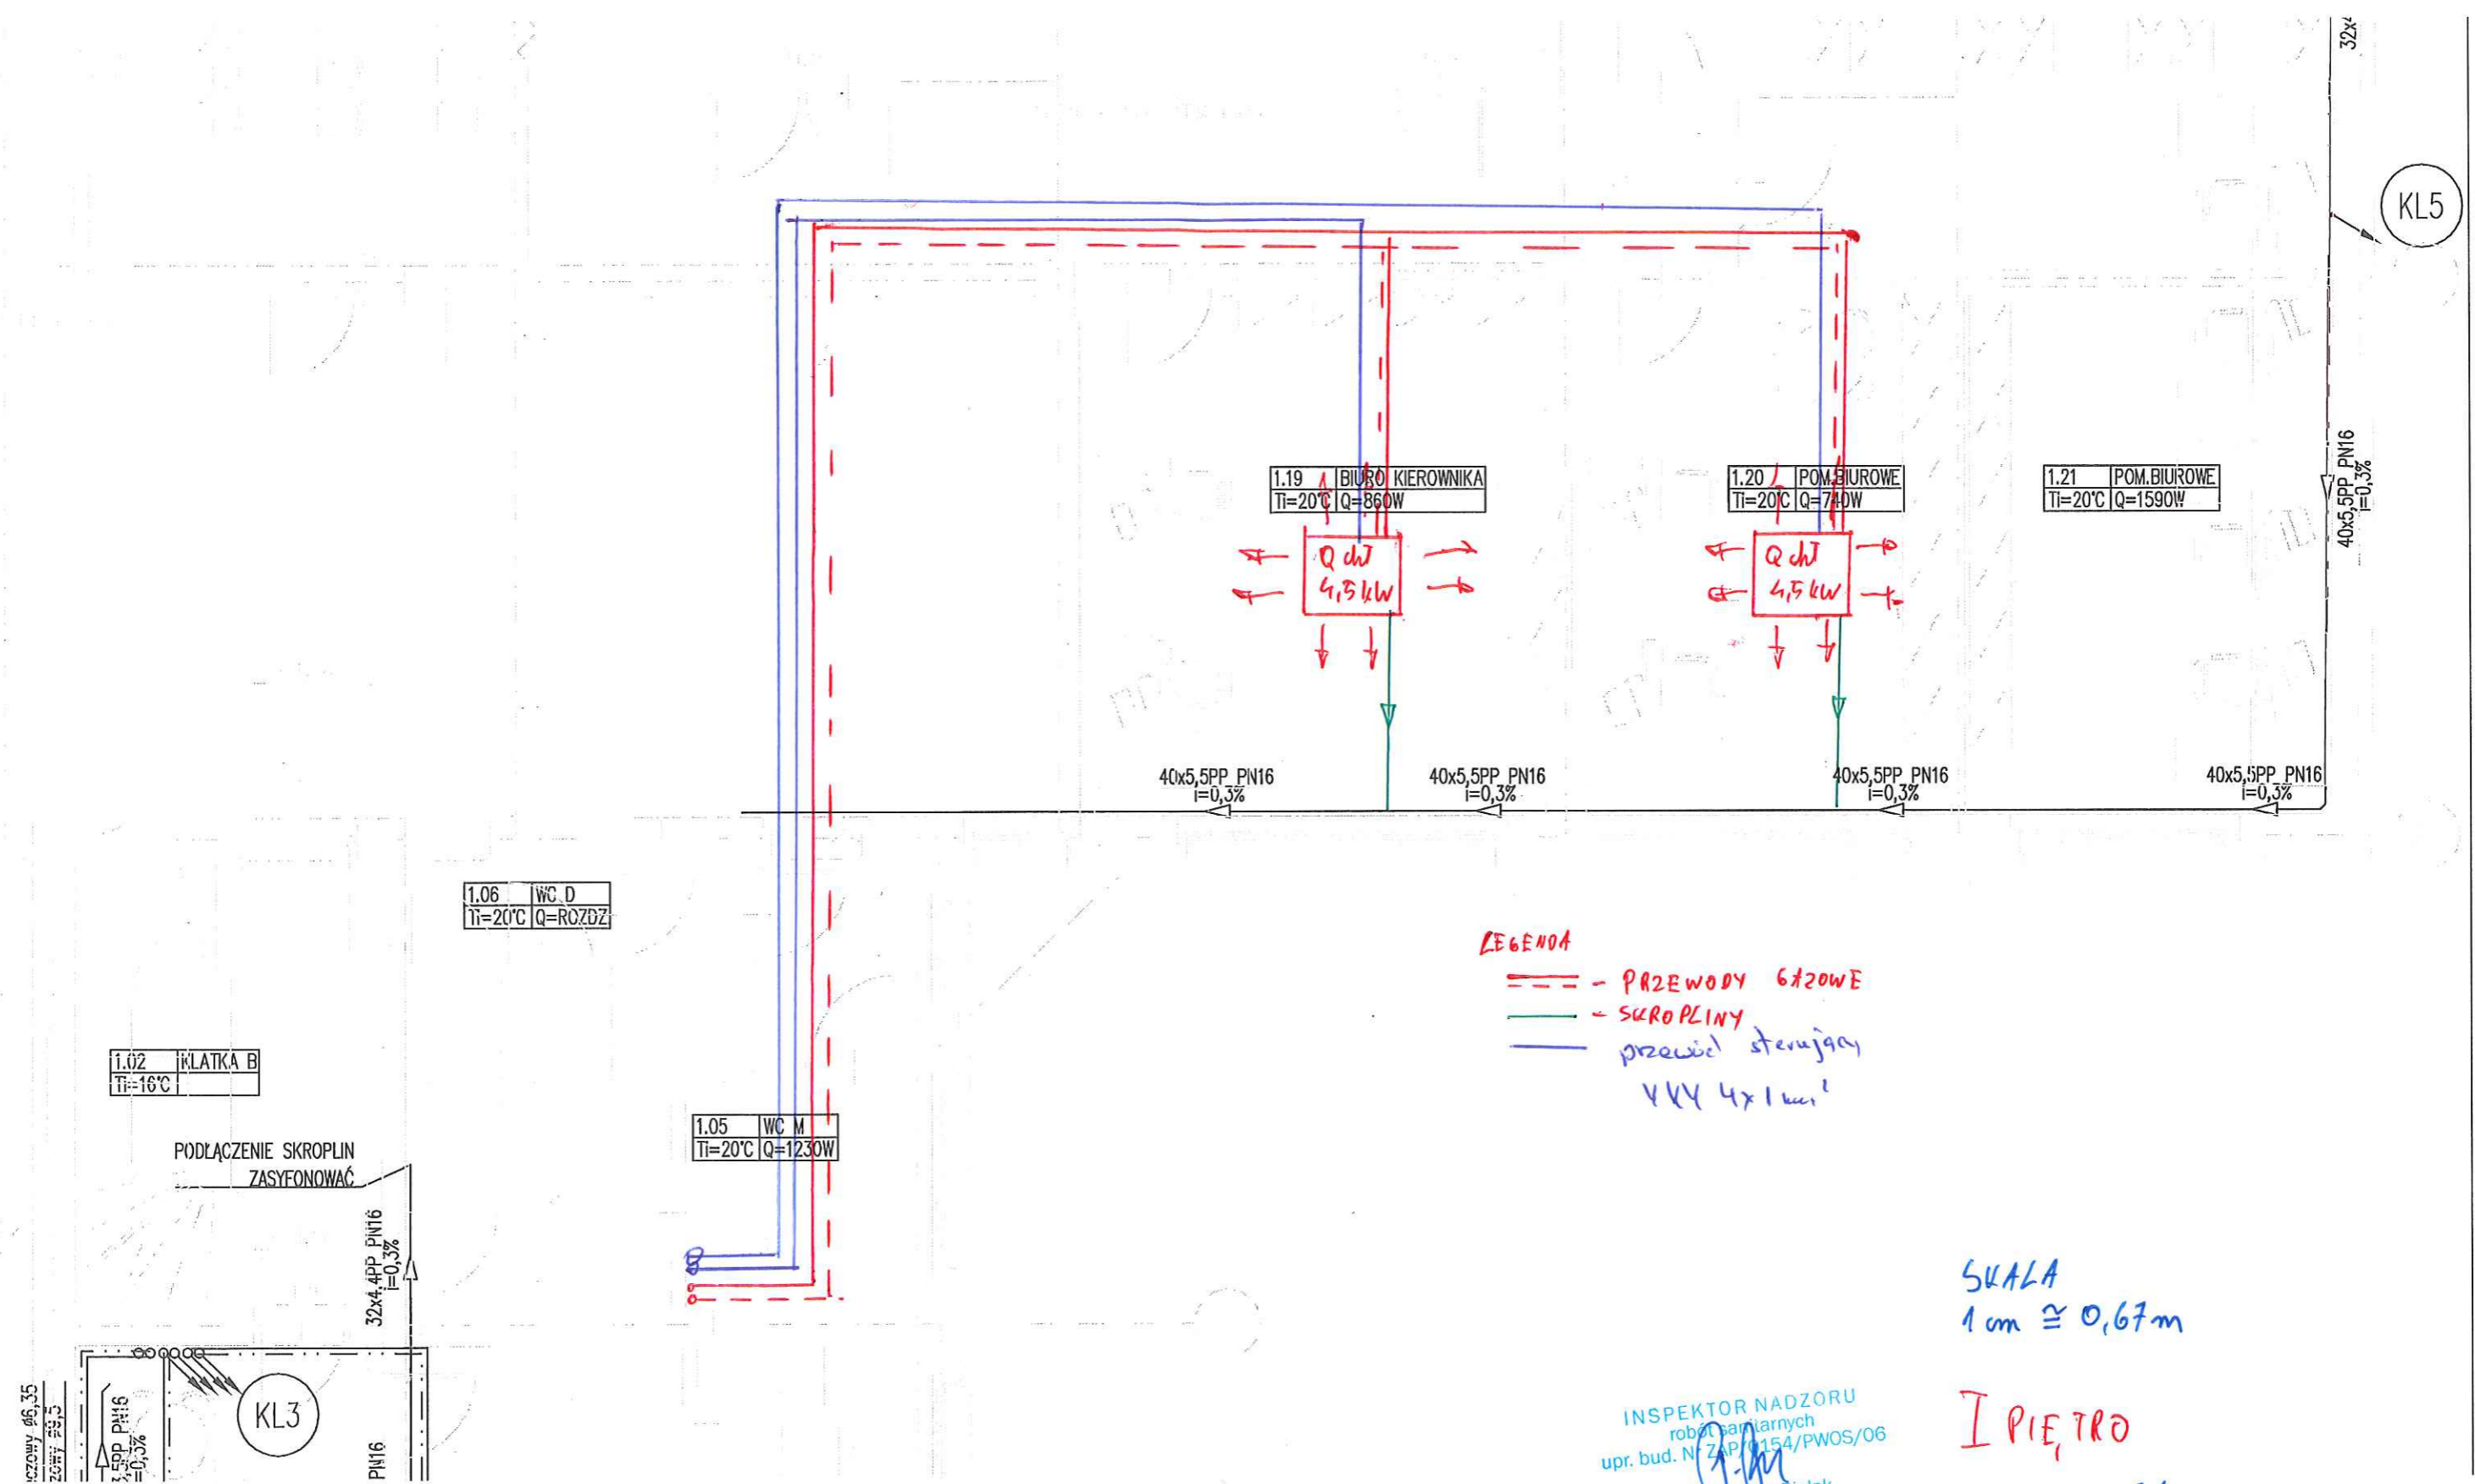 32x4
KL5
40x5,5PP PN16
i=0,3%
1.19 BIURO KIEROWNIKA
Ti=20°C Q=860W
1.20 POM.BIUROWE
Ti=20°C Q=740W
1.21 POM.BIUROWE
Ti=20°C Q=1590W
Q chł
4,5 kW
Q chł
4,5 kW
40x5,5PP PN16
i=0,3%
40x5,5PP PN16
i=0,3%
40x5,5PP PN16
i=0,3%
40x5,5PP PN16
i=0,3%
1.06 WC D
Ti=20°C Q=ROZDZ
LEGENDA
- PRZEWODY GAZOWE
- SKROPLINY
przewód sterujący
YKY 4x1 mm²
1.02 KLATKA B
Ti=16°C
1.05 WC M
Ti=20°C Q=1230W
PODŁĄCZENIE SKROPLIN
ZASYFONOWAĆ
32x4,4PP PN16
i=0,3%
SKALA
1 cm ≅ 0,67m
KL3
PN16
I PIĘTRO
INSPEKTOR NADZORU
robót sanitarnych
upr. bud. Nr ZAP/0154/PWOS/06